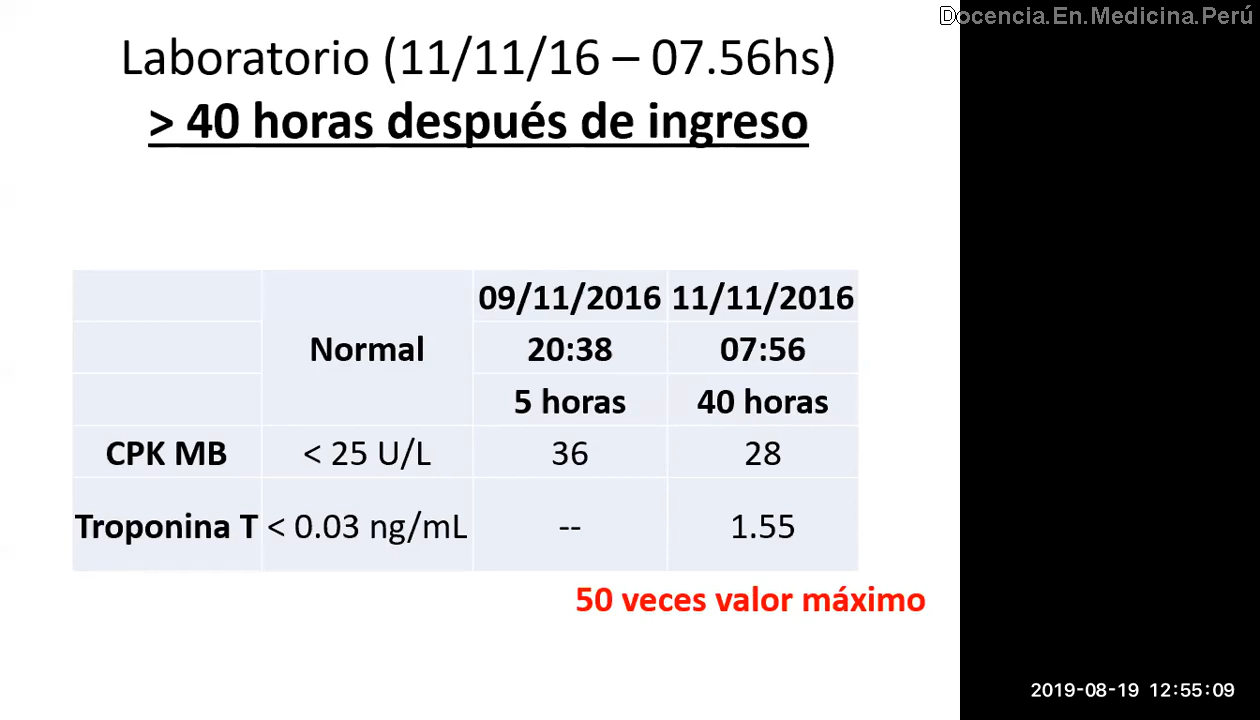 Docencia.En.Medicina.Perú
Laboratorio (11/11/16 – 07.56hs)
> 40 horas después de ingreso
09/11/2016 11/11/2016
Normal 20:38 07:56
5 horas 40 horas
CPK MB < 25 U/L 36 28
Troponina T < 0.03 ng/mL -- 1.55
50 veces valor máximo
2019-08-19 12:55:09